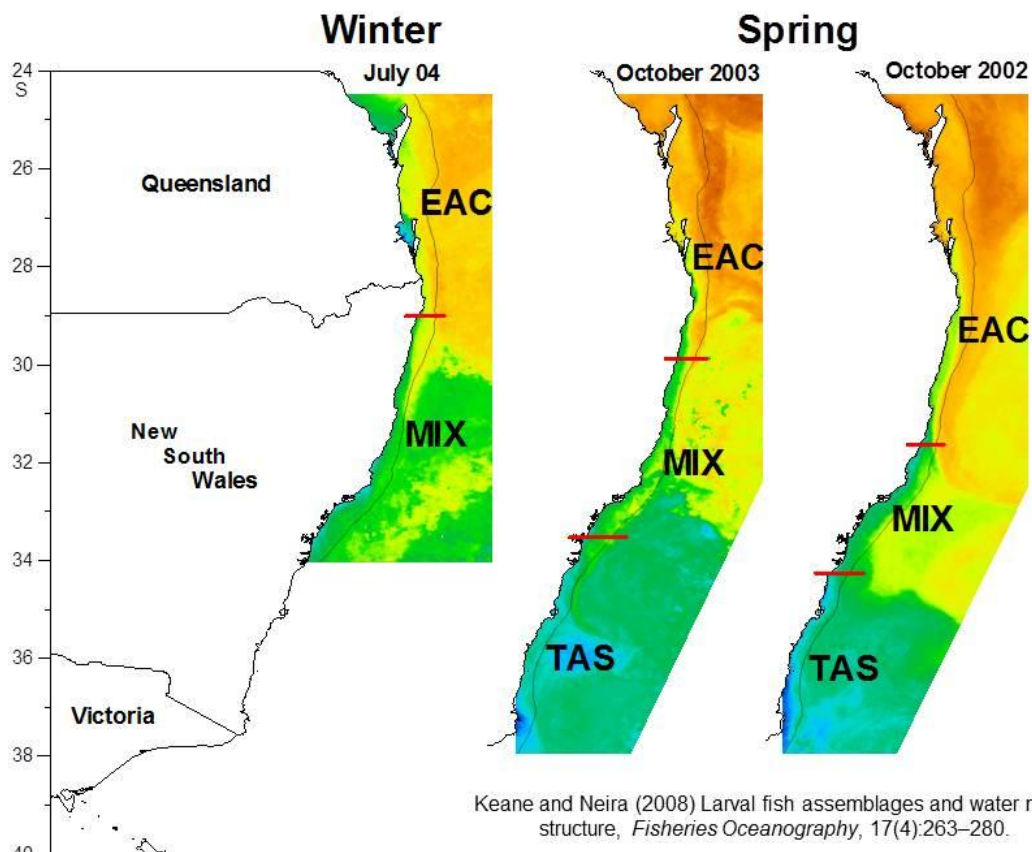 Winter
Spring
July 04
October 2003
October 2002
24
S
26
28
30
32
34
36
38
40
Queensland
New
South
Wales
Victoria
EAC
MIX
EAC
MIX
TAS
EAC
MIX
TAS
Keane and Neira (2008) Larval fish assemblages and water
structure, Fisheries Oceanography, 17(4):263–280.